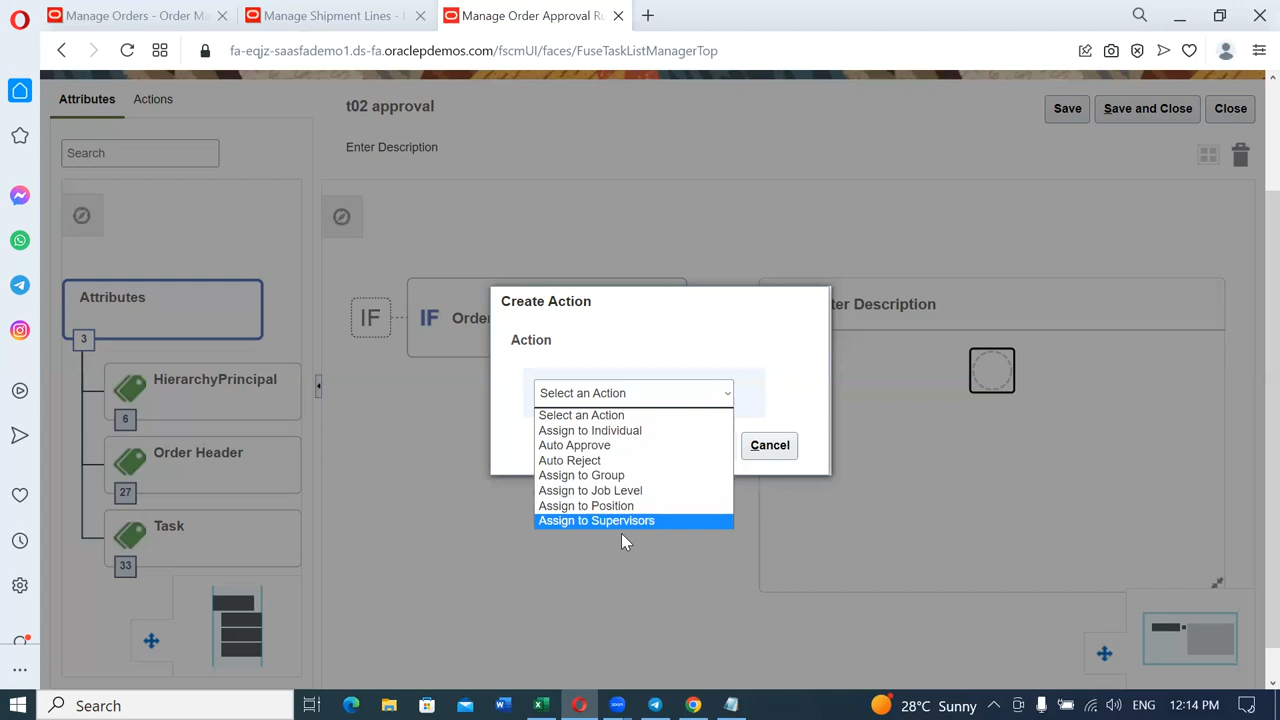 Manage Orders - Order M
Manage Shipment Lines -
Manage Order Approval Ru
fa-eqjz-saasfademo1.ds-fa.oraclepdemos.com/fscmUI/faces/FuseTaskListManagerTop
Attributes
Actions
t02 approval
Save
Save and Close
Close
Search
Enter Description
Attributes
3
HierarchyPrincipal
6
Order Header
27
Task
33
IF
IF
Orde
ter Description
Create Action
Action
Select an Action
Select an Action
Assign to Individual
Auto Approve
Auto Reject
Assign to Group
Assign to Job Level
Assign to Position
Assign to Supervisors
Cancel
Search
28°C Sunny
ENG
12:14 PM